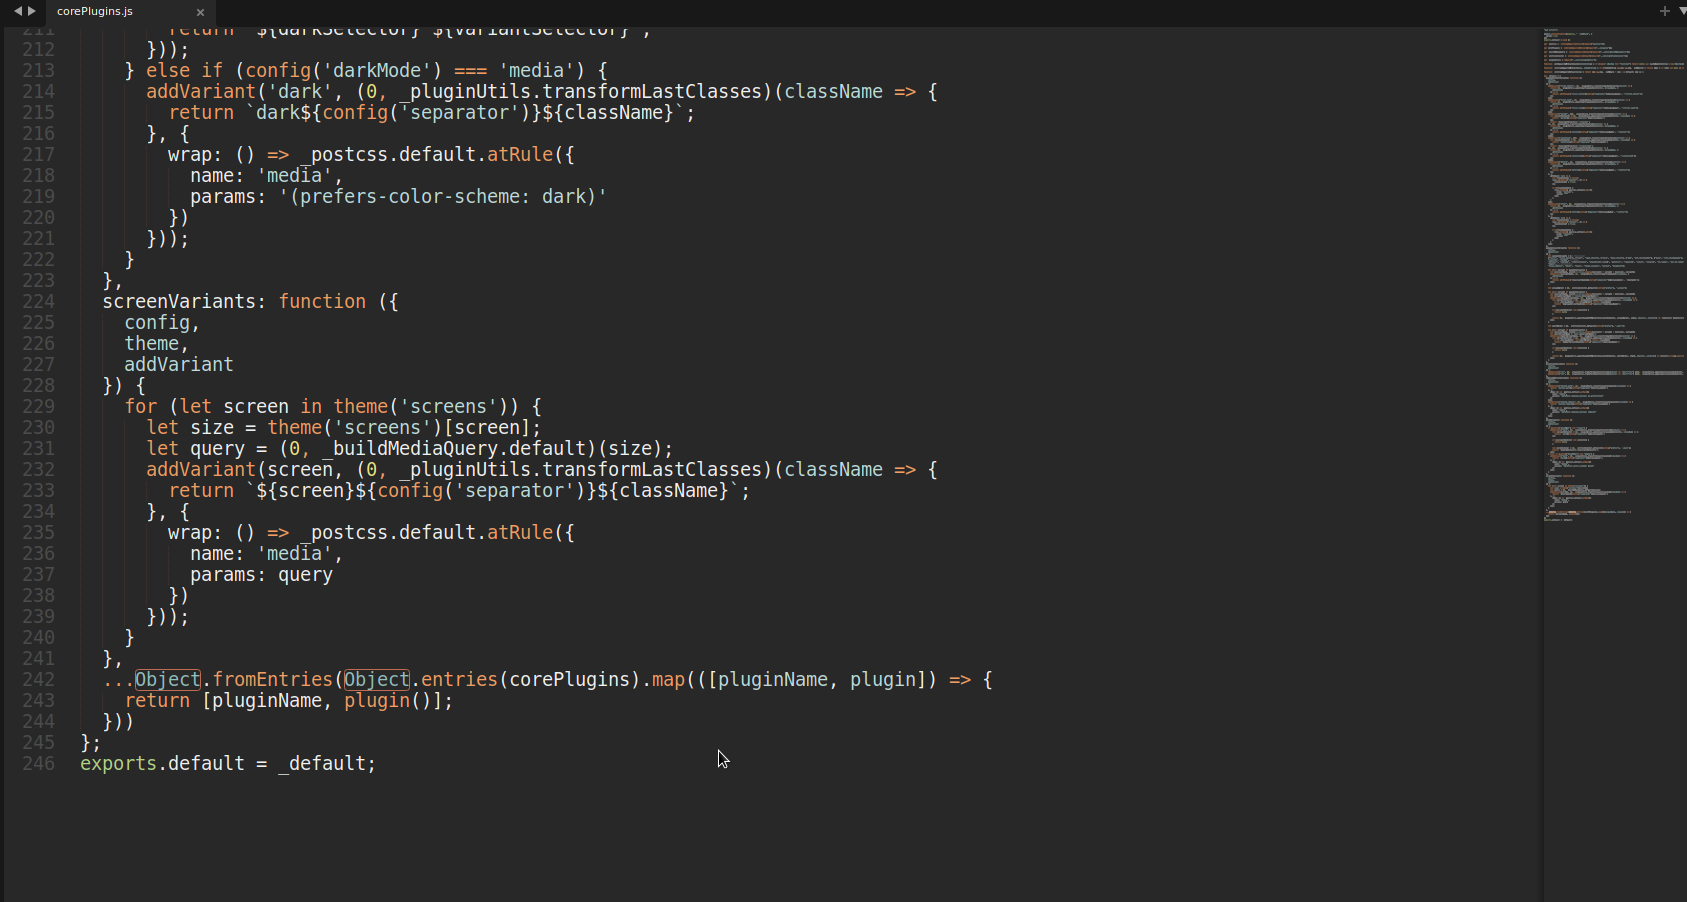 corePlugins.js
211 return `${darkSelector} ${variantSelector}`;
212 }));
213 } else if (config('darkMode') === 'media') {
214 addVariant('dark', (0, _pluginUtils.transformLastClasses)(className => {
215 return `dark${config('separator')}${className}`;
216 }, {
217 wrap: () => _postcss.default.atRule({
218 name: 'media',
219 params: '(prefers-color-scheme: dark)'
220 })
221 }));
222 }
223 },
224 screenVariants: function ({
225 config,
226 theme,
227 addVariant
228 }) {
229 for (let screen in theme('screens')) {
230 let size = theme('screens')[screen];
231 let query = (0, _buildMediaQuery.default)(size);
232 addVariant(screen, (0, _pluginUtils.transformLastClasses)(className => {
233 return `${screen}${config('separator')}${className}`;
234 }, {
235 wrap: () => _postcss.default.atRule({
236 name: 'media',
237 params: query
238 })
239 }));
240 }
241 },
242 ...Object.fromEntries(Object.entries(corePlugins).map(([pluginName, plugin]) => {
243 return [pluginName, plugin()];
244 }))
245 };
246 exports.default = _default;